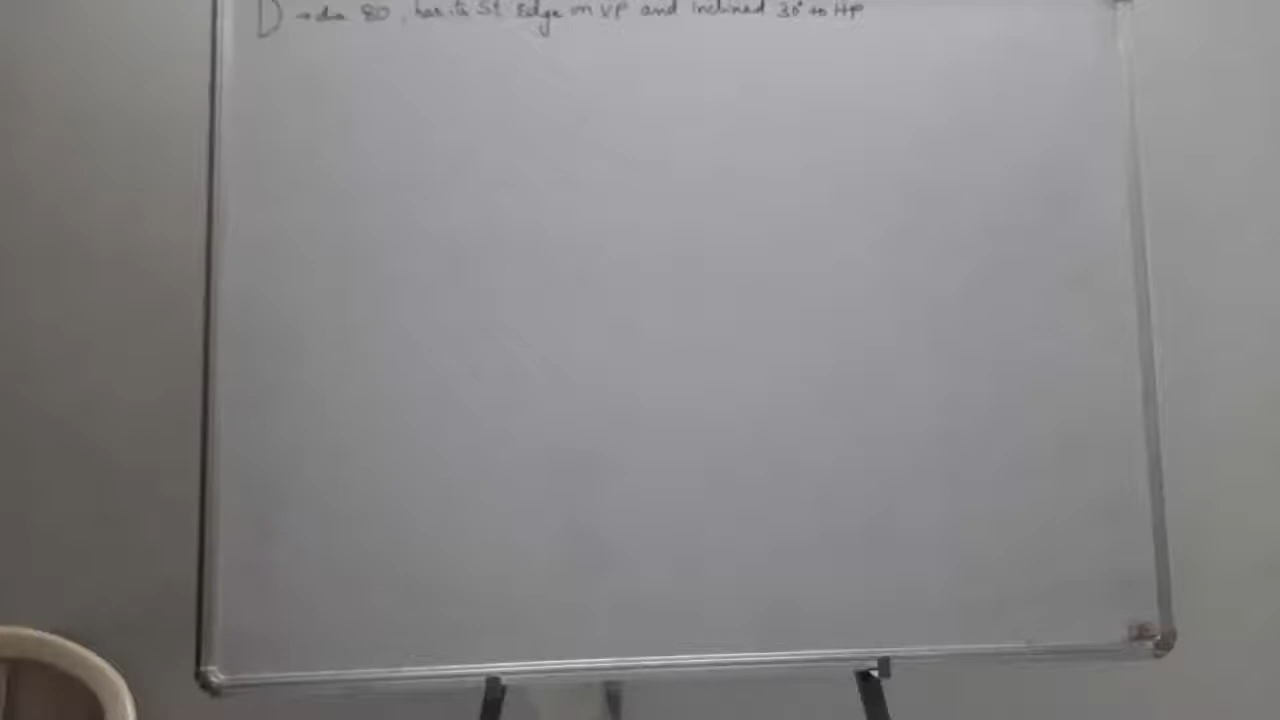 D → dia 80, has its St. Edge on VP and inclined 30° to HP